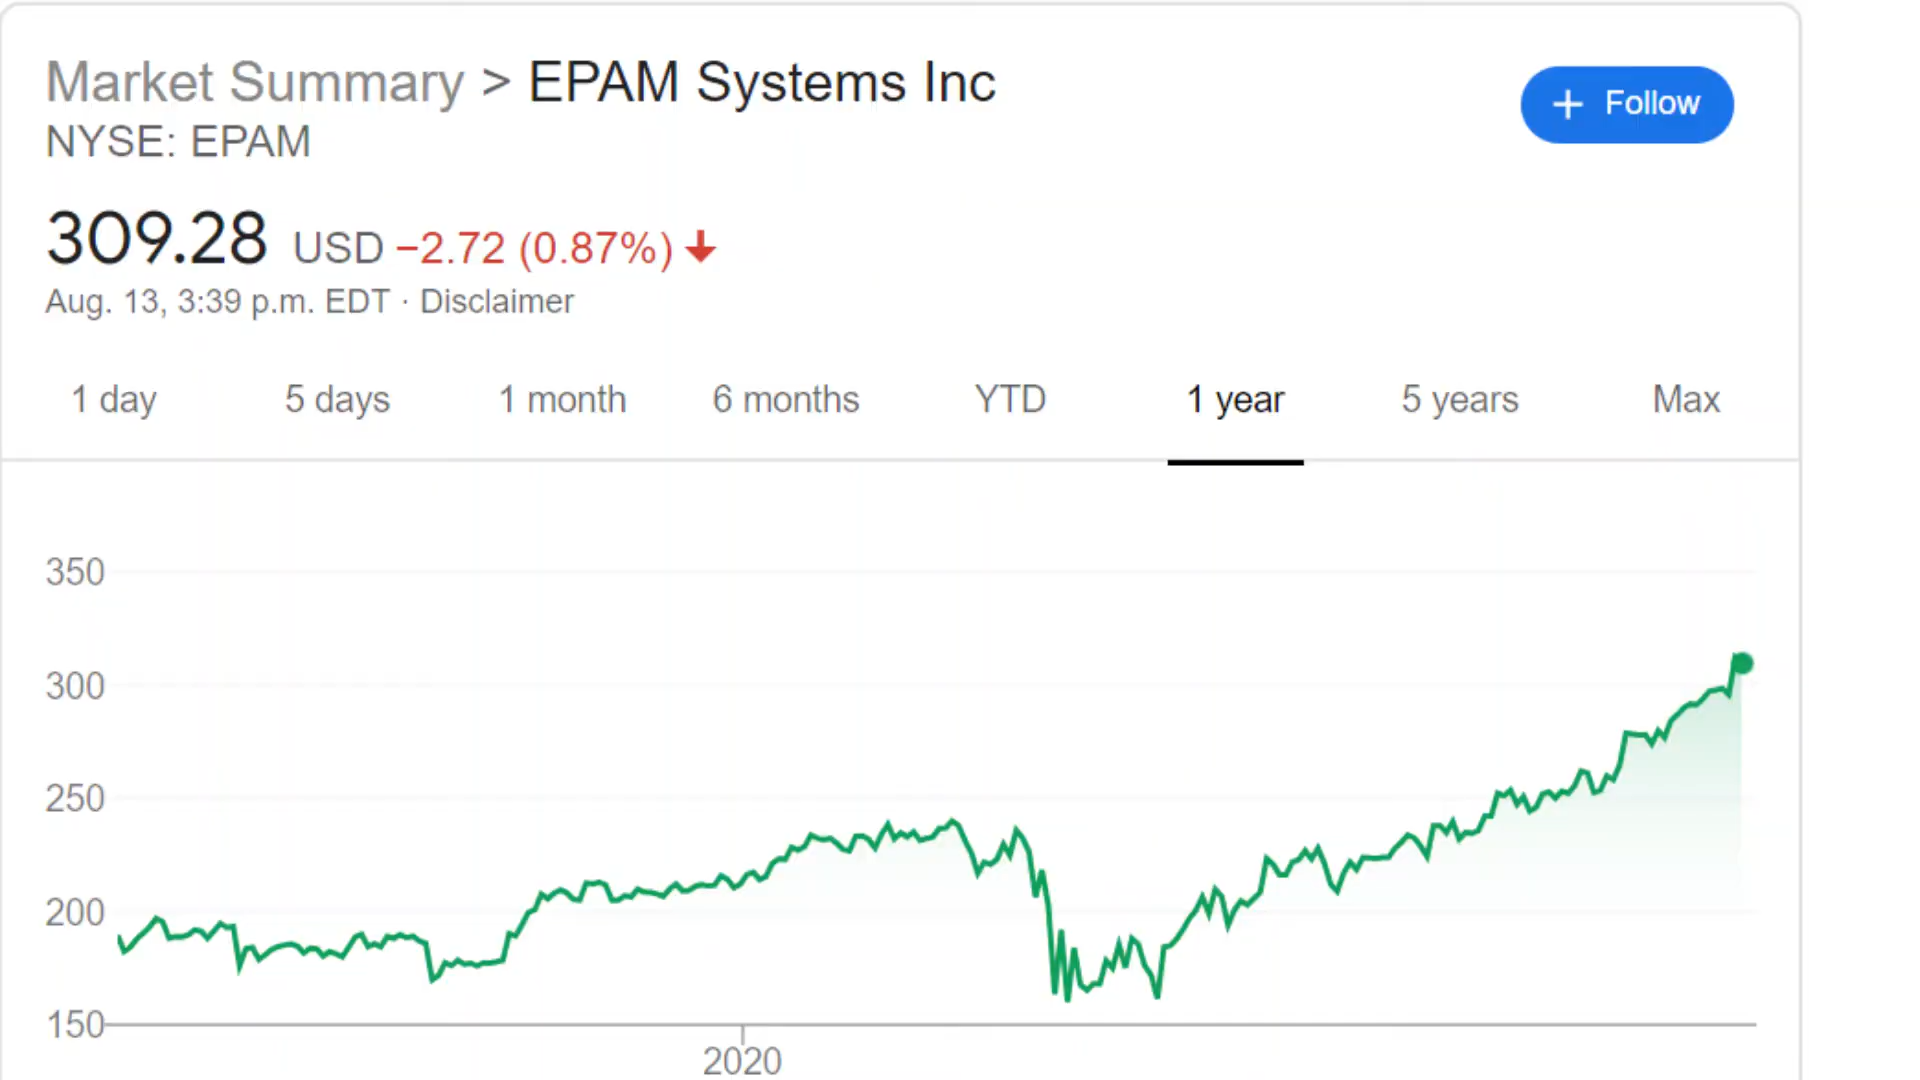 Market Summary > EPAM Systems Inc
NYSE: EPAM
+ Follow
309.28 USD −2.72 (0.87%)
Aug. 13, 3:39 p.m. EDT · Disclaimer
1 day 5 days 1 month 6 months YTD 1 year 5 years Max
350
300
250
200
150
2020